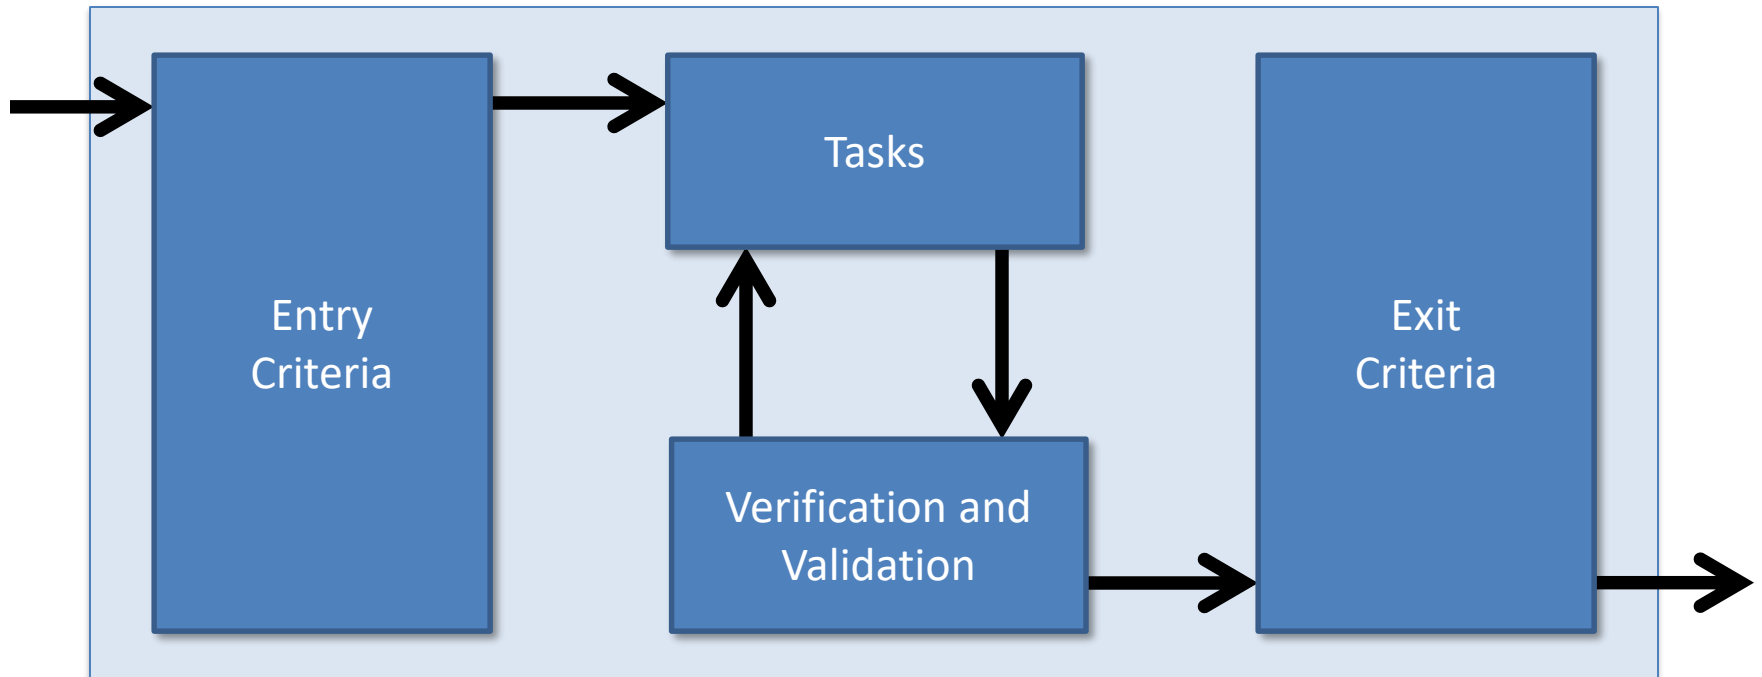 Entry
Criteria
Tasks
Verification and
Validation
Exit
Criteria